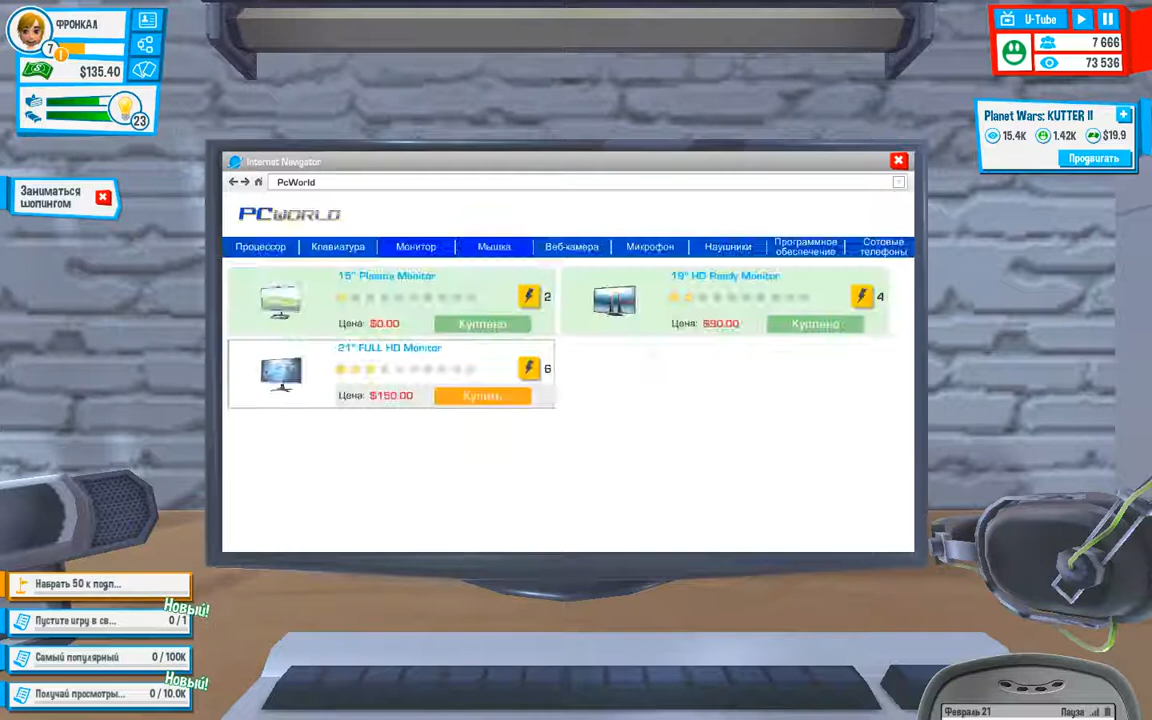 ФРОНКАЛ
7
$135.40
23
U-Tube
7 666
73 536
Planet Wars: KUTTER II
15.4K 1.42K $19.9
Продвигать
Заниматься
шопингом
Internet Navigator
PcWorld
PCWORLD
Процессор Клавиатура Монитор Мышка Веб-камера Микрофон Наушники Программное обеспечение Сотовые телефоны
15" Plasma Monitor
2
Цена: $0.00 Куплено
19" HD Ready Monitor
4
Цена: $90.00 Куплено
21" FULL HD Monitor
6
Цена: $150.00 Купить
Набрать 50 к подп...
Новый!
Пустите игру в св... 0/1
Самый популярный 0/100K
Новый!
Получай просмотры... 0/10.0K
Февраль 21 Пауза